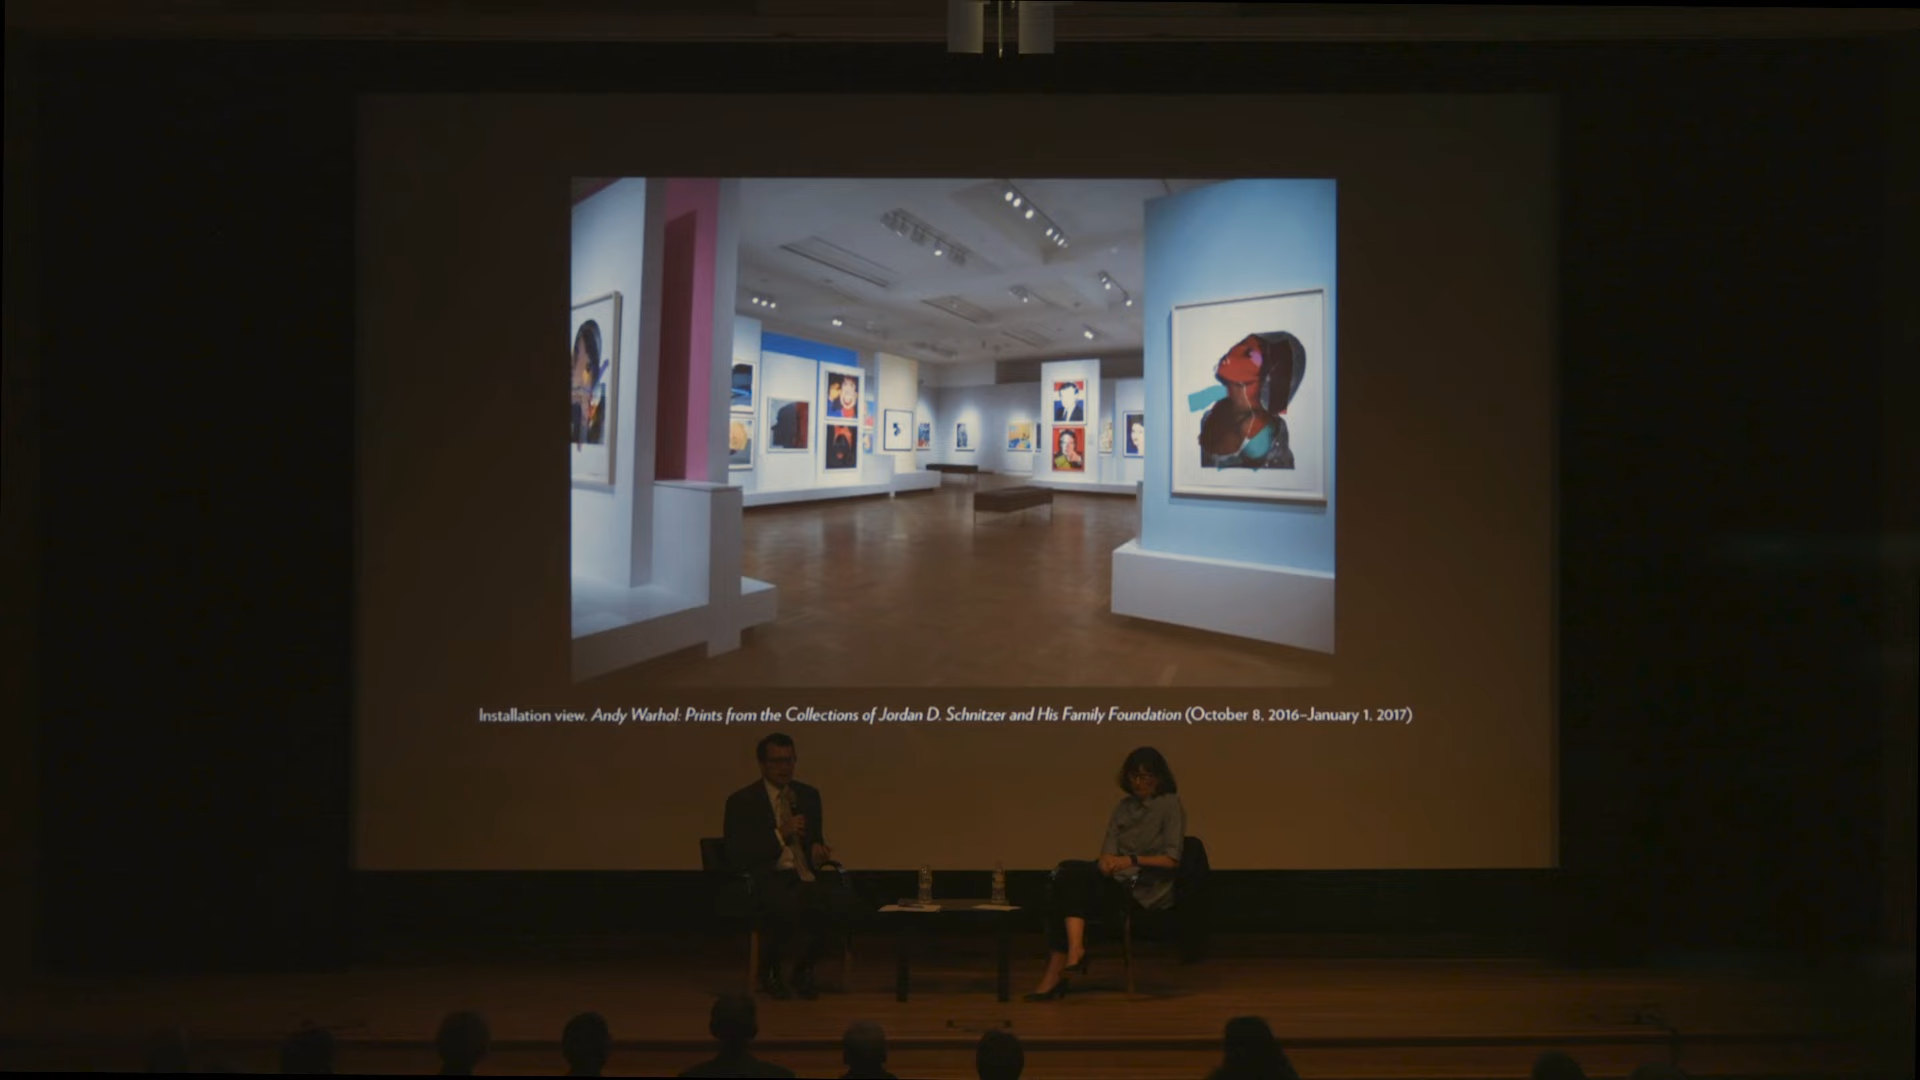 Installation view. Andy Warhol: Prints from the Collections of Jordan D. Schnitzer and His Family Foundation (October 8, 2016–January 1, 2017)